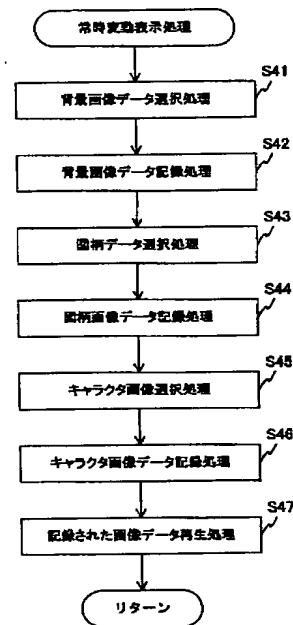 常時変動表示処理
S41
背景画像データ選択処理
S42
背景画像データ記録処理
S43
図柄データ選択処理
S44
図柄画像データ記録処理
S45
キャラクタ画像選択処理
S46
キャラクタ画像データ記録処理
S47
記録された画像データ再生処理
リターン